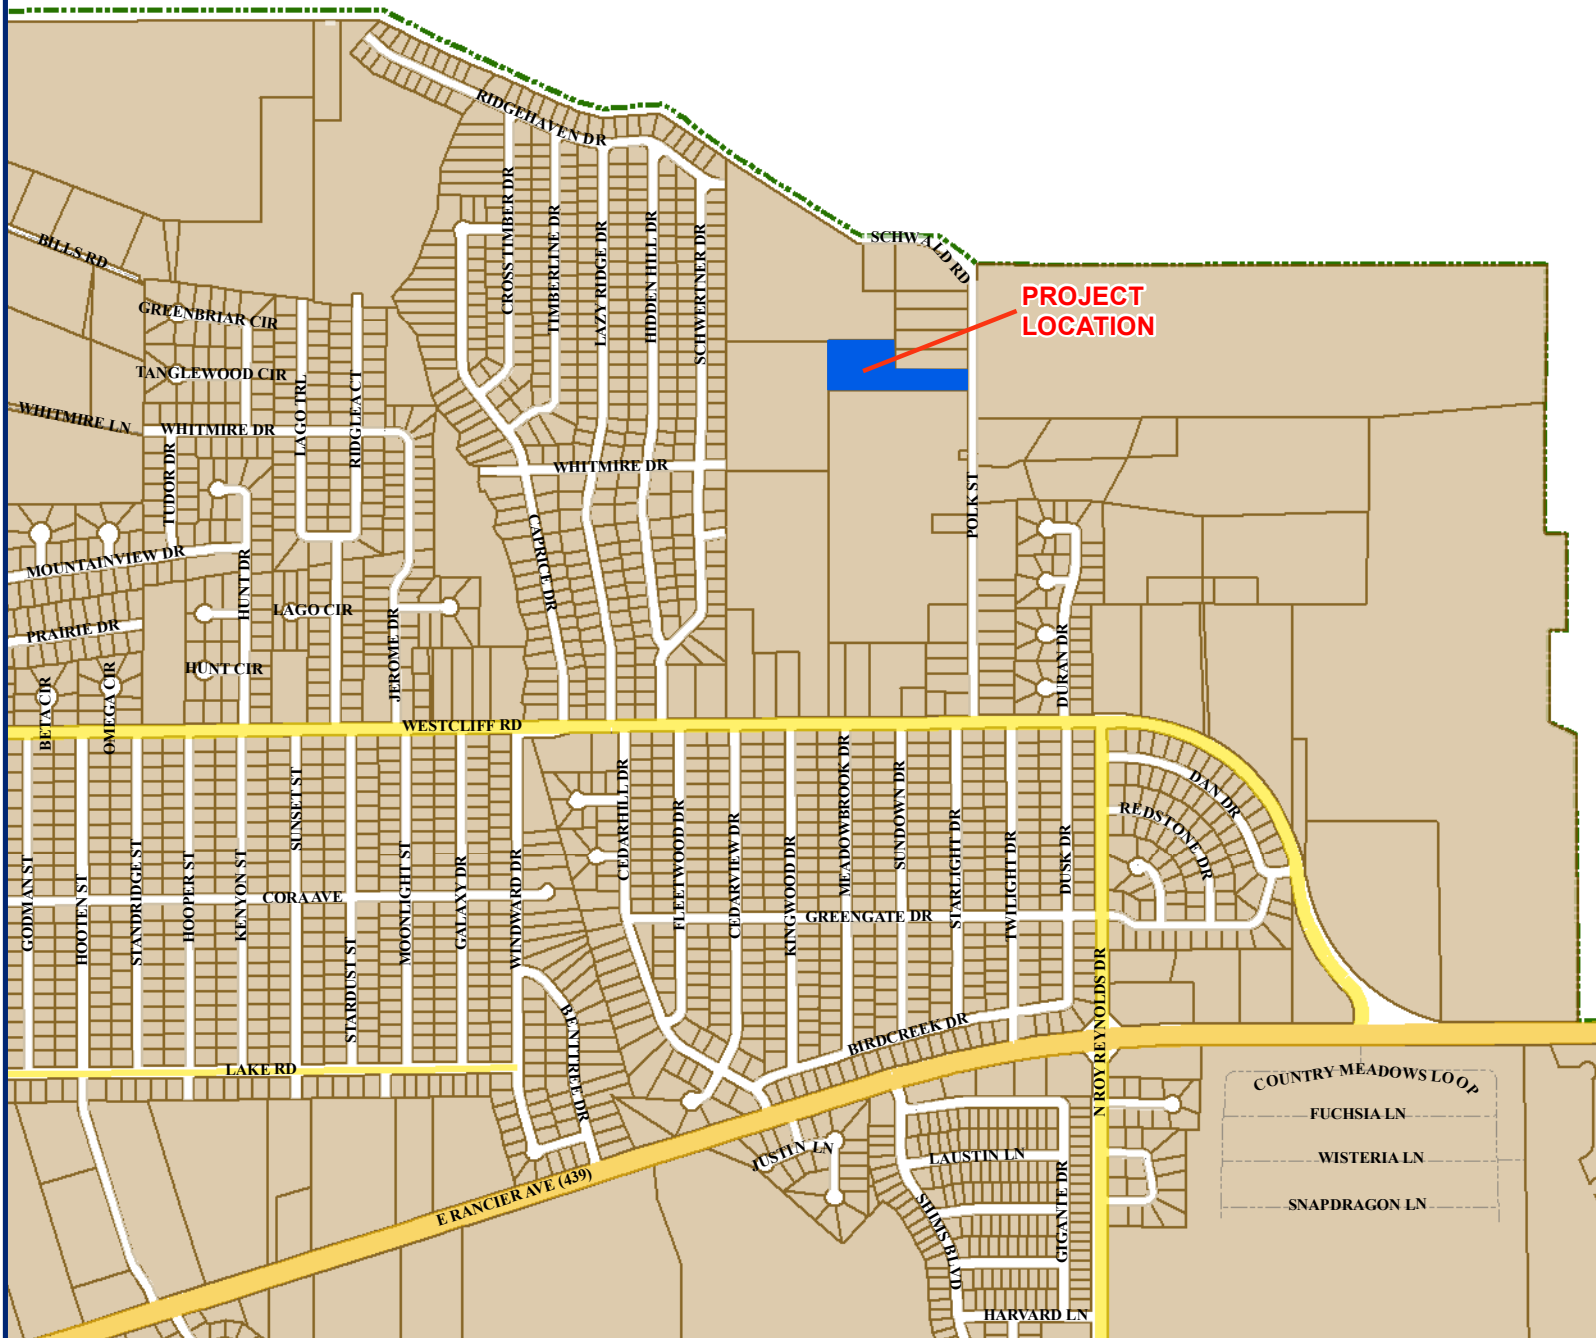 RIDGEHAVEN DR
CROSS TIMBER DR
TIMBERLINE DR
LAZY RIDGE DR
HIDDEN HILL DR
SCHWERTNER DR
SCHWALD RD
BILLS RD
PROJECT
LOCATION
GREENBRIAR CIR
TANGLEWOOD CIR
LAGO TRL
RIDGLEA CT
WHITMIRE LN
WHITMIRE DR
TUDOR DR
WHITMIRE DR
POLK ST
CAPRICE DR
MOUNTAINVIEW DR
HUNT DR
LAGO CIR
JEROME DR
PRAIRIE DR
HUNT CIR
DURAN DR
BETA CIR
OMEGA CIR
WESTCLIFF RD
SUNSET ST
CEDARHILL DR
MEADOWBROOK DR
SUNDOWN DR
DAN DR
REDSTONE DR
GODMAN ST
HOOTEN ST
STANDRIDGE ST
HOOPER ST
KENYON ST
CORA AVE
STARDUST ST
MOONLIGHT ST
GALAXY DR
WINDWARD DR
FLEETWOOD DR
CEDARVIEW DR
KINGWOOD DR
GREENGATE DR
STARLIGHT DR
TWILIGHT DR
DUSK DR
N ROY REYNOLDS DR
BENTTREE DR
BIRDCREEK DR
LAKE RD
COUNTRY MEADOWS LOOP
FUCHSIA LN
WISTERIA LN
SNAPDRAGON LN
JUSTIN LN
LAUSTIN LN
E RANCIER AVE (439)
SHIMS BLVD
GIGANTE DR
HARVARD LN